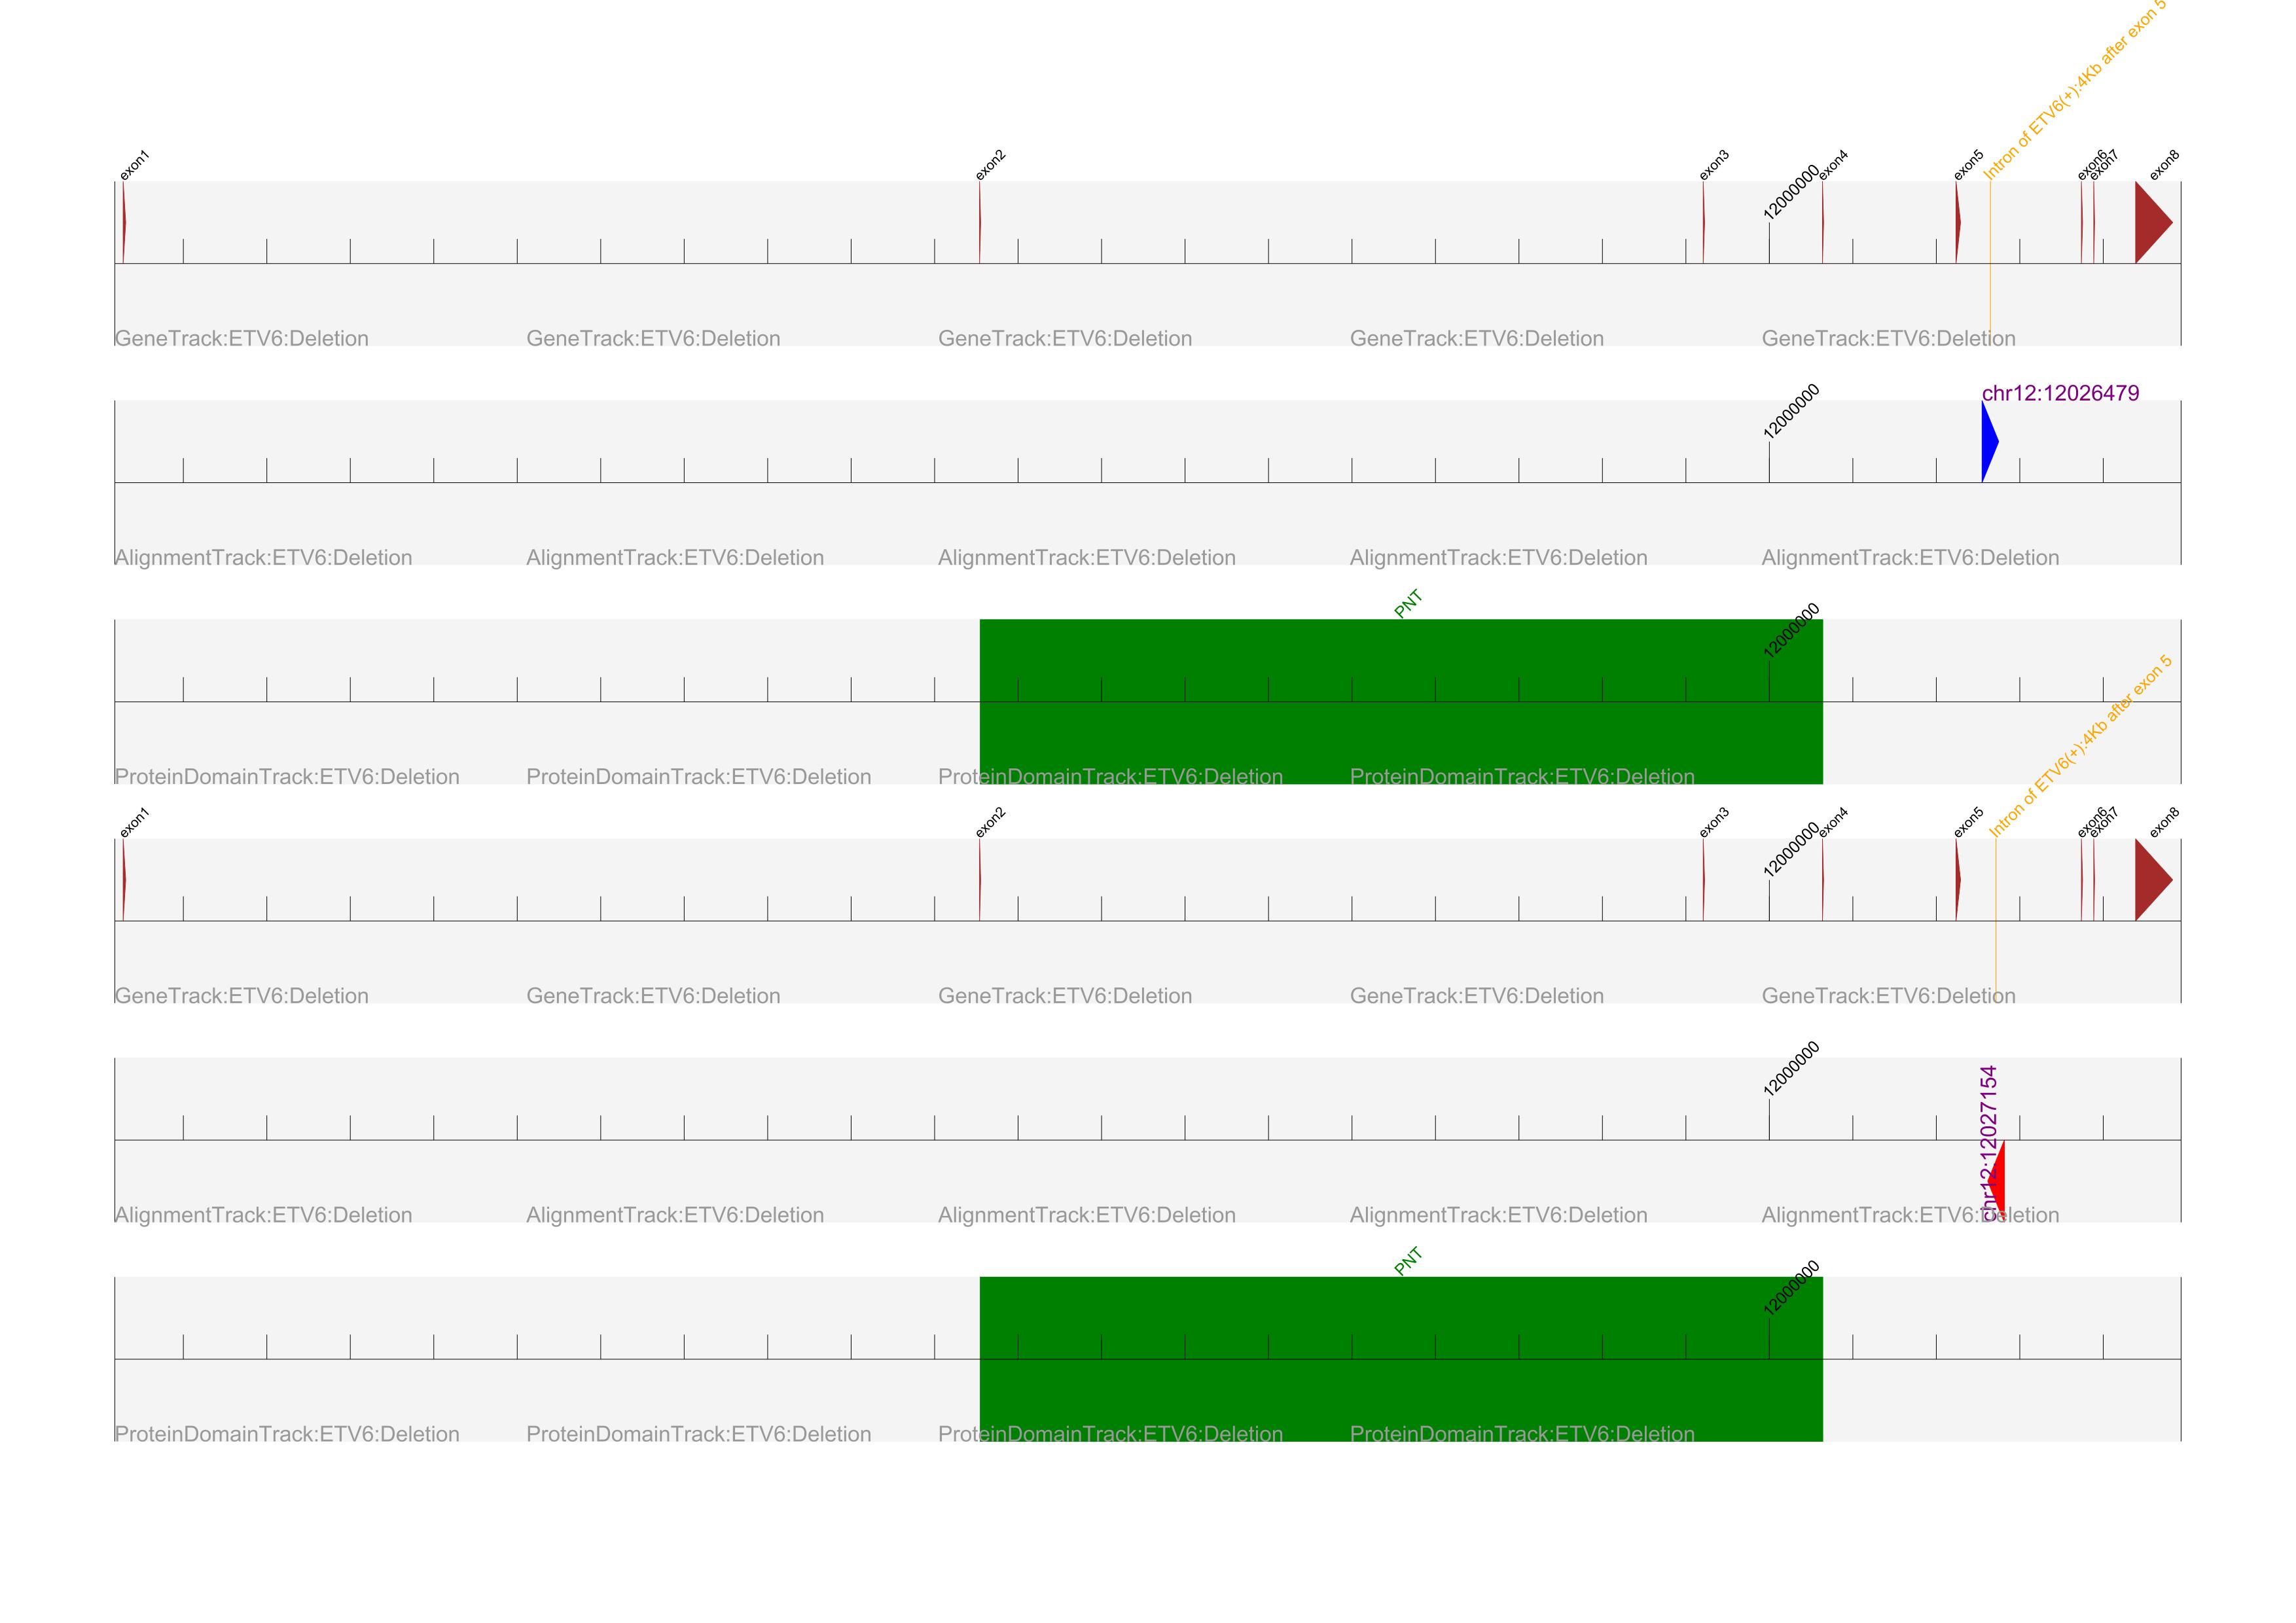 Intron of ETV6(+):4Kb after exon 5
exon1 exon2 exon3 12000000 exon4 exon5 exon6 exon7 exon8
GeneTrack:ETV6:Deletion GeneTrack:ETV6:Deletion GeneTrack:ETV6:Deletion GeneTrack:ETV6:Deletion GeneTrack:ETV6:Deletion
12000000 chr12:12026479
AlignmentTrack:ETV6:Deletion AlignmentTrack:ETV6:Deletion AlignmentTrack:ETV6:Deletion AlignmentTrack:ETV6:Deletion AlignmentTrack:ETV6:Deletion
PNT 12000000
ProteinDomainTrack:ETV6:Deletion ProteinDomainTrack:ETV6:Deletion ProteinDomainTrack:ETV6:Deletion ProteinDomainTrack:ETV6:Deletion
Intron of ETV6(+):4Kb after exon 5
exon1 exon2 exon3 12000000 exon4 exon5 exon6 exon7 exon8
GeneTrack:ETV6:Deletion GeneTrack:ETV6:Deletion GeneTrack:ETV6:Deletion GeneTrack:ETV6:Deletion GeneTrack:ETV6:Deletion
12000000 chr12:12027154
AlignmentTrack:ETV6:Deletion AlignmentTrack:ETV6:Deletion AlignmentTrack:ETV6:Deletion AlignmentTrack:ETV6:Deletion AlignmentTrack:ETV6:Deletion
PNT 12000000
ProteinDomainTrack:ETV6:Deletion ProteinDomainTrack:ETV6:Deletion ProteinDomainTrack:ETV6:Deletion ProteinDomainTrack:ETV6:Deletion